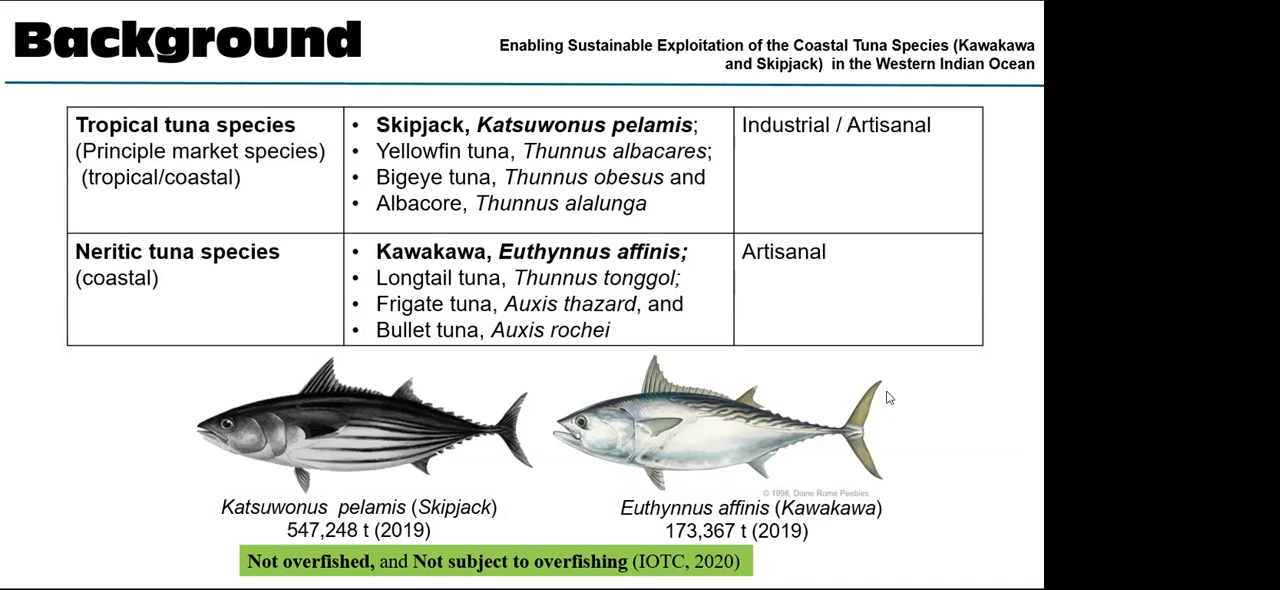 Background
Enabling Sustainable Exploitation of the Coastal Tuna Species (Kawakawa
and Skipjack) in the Western Indian Ocean
Tropical tuna species
(Principle market species)
(tropical/coastal)
• Skipjack, Katsuwonus pelamis;
• Yellowfin tuna, Thunnus albacares;
• Bigeye tuna, Thunnus obesus and
• Albacore, Thunnus alalunga
Industrial / Artisanal
Neritic tuna species
(coastal)
• Kawakawa, Euthynnus affinis;
• Longtail tuna, Thunnus tonggol;
• Frigate tuna, Auxis thazard, and
• Bullet tuna, Auxis rochei
Artisanal
© 1998, Diane Rome Peebles
Katsuwonus pelamis (Skipjack)
547,248 t (2019)
Euthynnus affinis (Kawakawa)
173,367 t (2019)
Not overfished, and Not subject to overfishing (IOTC, 2020)